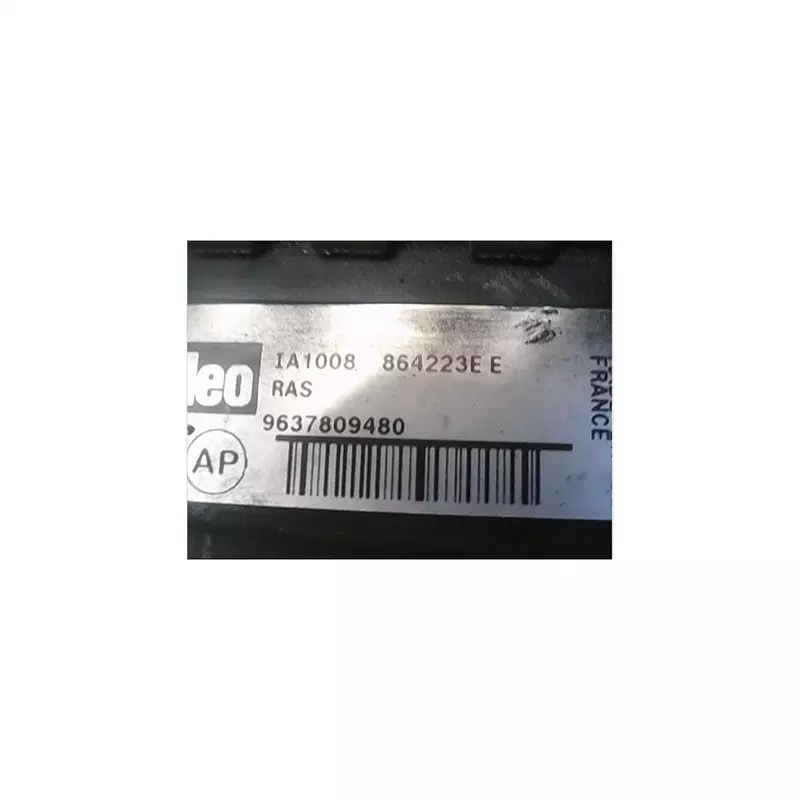 leo
IA1008 864223E E
RAS
9637809480
AP
FRANCE